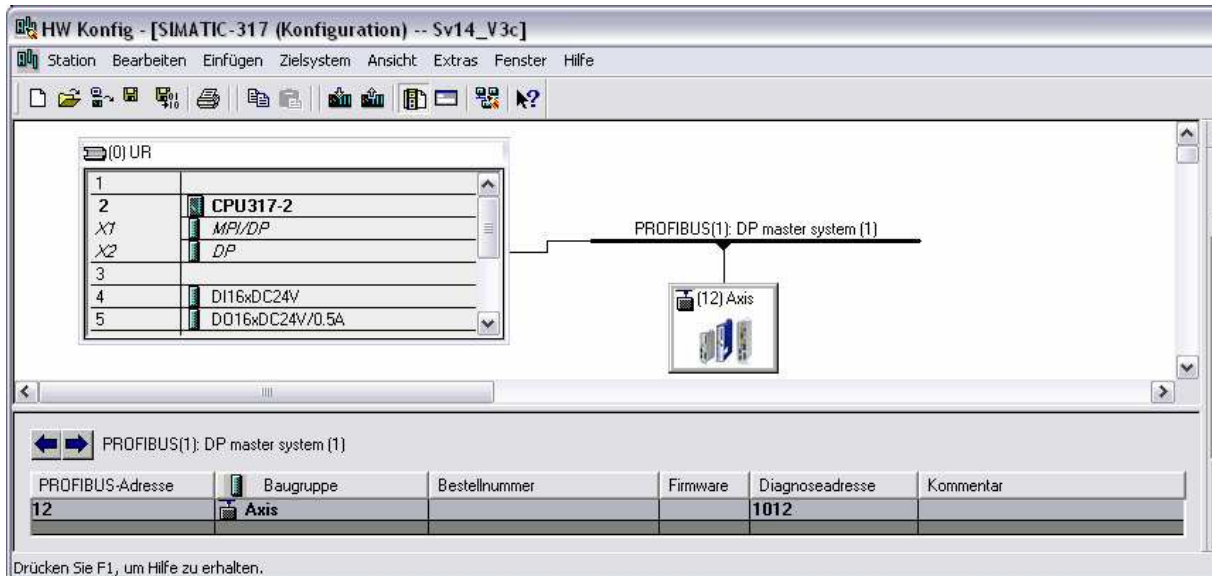 HW Konfig - [SIMATIC-317 (Konfiguration) -- Sv14_V3c]
Station Bearbeiten Einfügen Zielsystem Ansicht Extras Fenster Hilfe
(0) UR
1
2 CPU317-2
X1 MPI/DP
X2 DP
3
4 DI16xDC24V
5 DO16xDC24V/0.5A
PROFIBUS(1): DP master system (1)
(12) Axis
PROFIBUS(1): DP master system (1)
PROFIBUS-Adresse Baugruppe Bestellnummer Firmware Diagnoseadresse Kommentar
12 Axis 1012
Drücken Sie F1, um Hilfe zu erhalten.